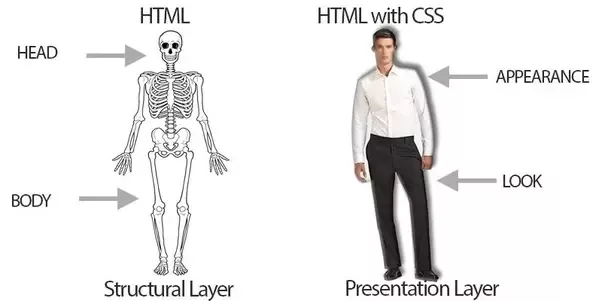 HTML
HTML with CSS
HEAD
APPEARANCE
BODY
LOOK
Structural Layer
Presentation Layer